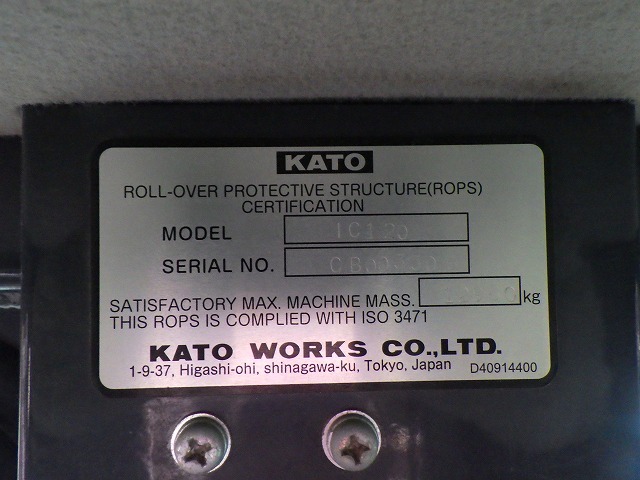 KATO
ROLL-OVER PROTECTIVE STRUCTURE(ROPS)
CERTIFICATION
MODEL IC120
SERIAL NO.
SATISFACTORY MAX. MACHINE MASS. kg
THIS ROPS IS COMPLIED WITH ISO 3471
KATO WORKS CO.,LTD.
1-9-37, Higashi-ohi, shinagawa-ku, Tokyo, Japan D40914400